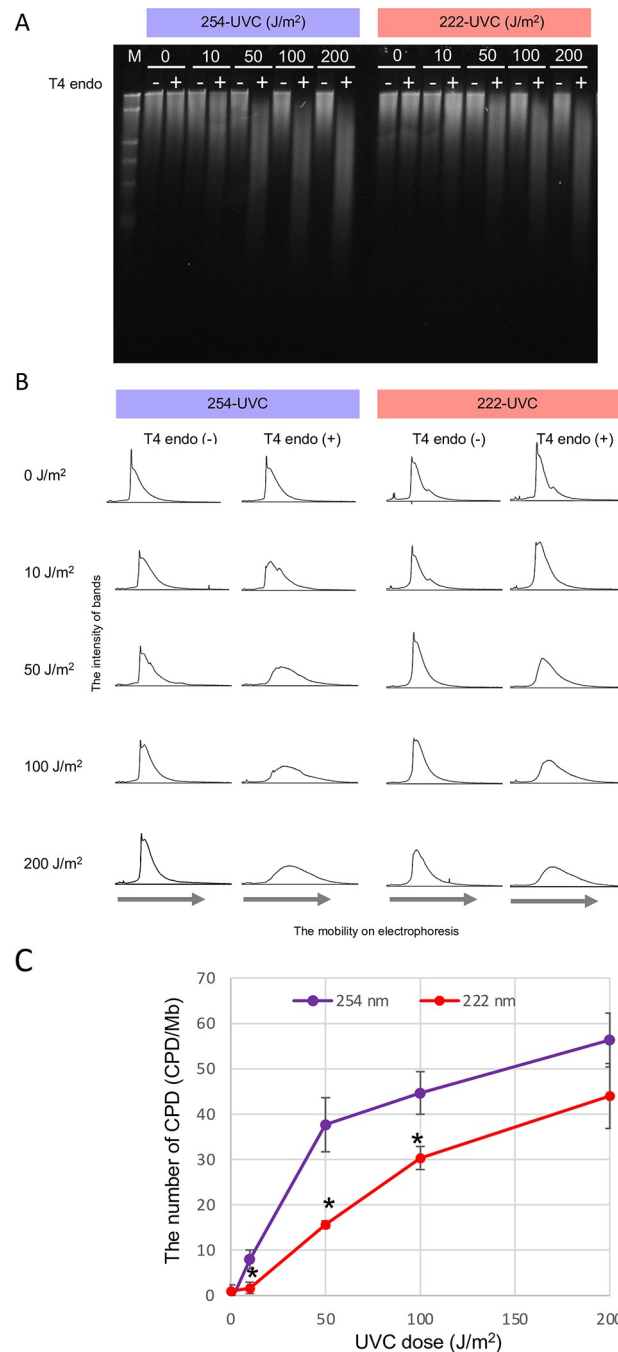 A
254-UVC (J/m²)
222-UVC (J/m²)
M 0 10 50 100 200 0 10 50 100 200
T4 endo - + - + - + - + - + - + - + - + - + - +
B
254-UVC
222-UVC
T4 endo (-)
T4 endo (+)
T4 endo (-)
T4 endo (+)
0 J/m²
10 J/m²
50 J/m²
100 J/m²
200 J/m²
The intensity of bands
The mobility on electrophoresis
C
The number of CPD (CPD/Mb)
70
60
50
40
30
20
10
0
254 nm
222 nm
*
*
*
0 50 100 150 200
UVC dose (J/m²)